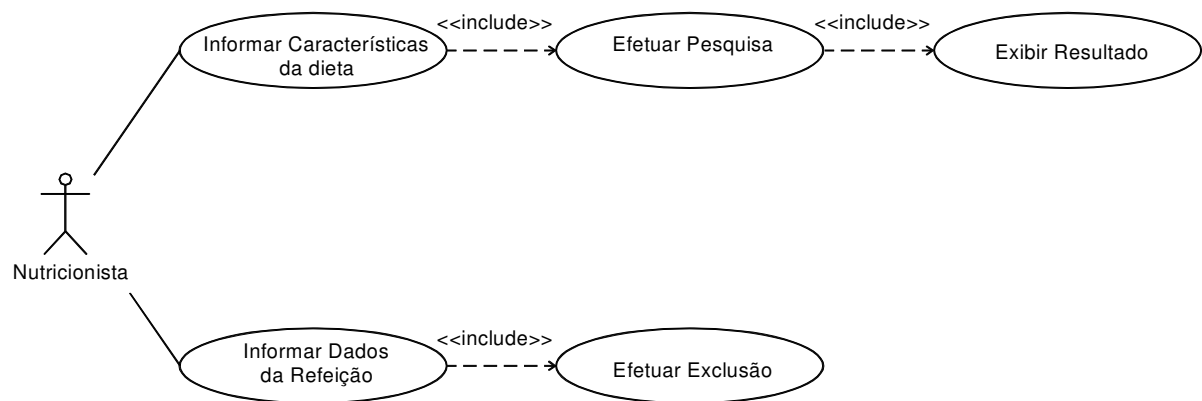 <<include>>
<<include>>
Informar Características
da dieta
Efetuar Pesquisa
Exibir Resultado
Nutricionista
<<include>>
Informar Dados
da Refeição
Efetuar Exclusão